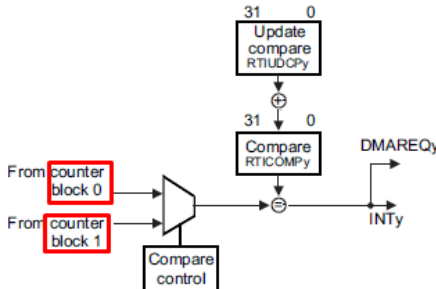 31 0
Update
compare
RTIUDCPy
31 0
Compare
RTICOMPy
DMAREQy
From counter
block 0
From counter
block 1
INTy
Compare
control